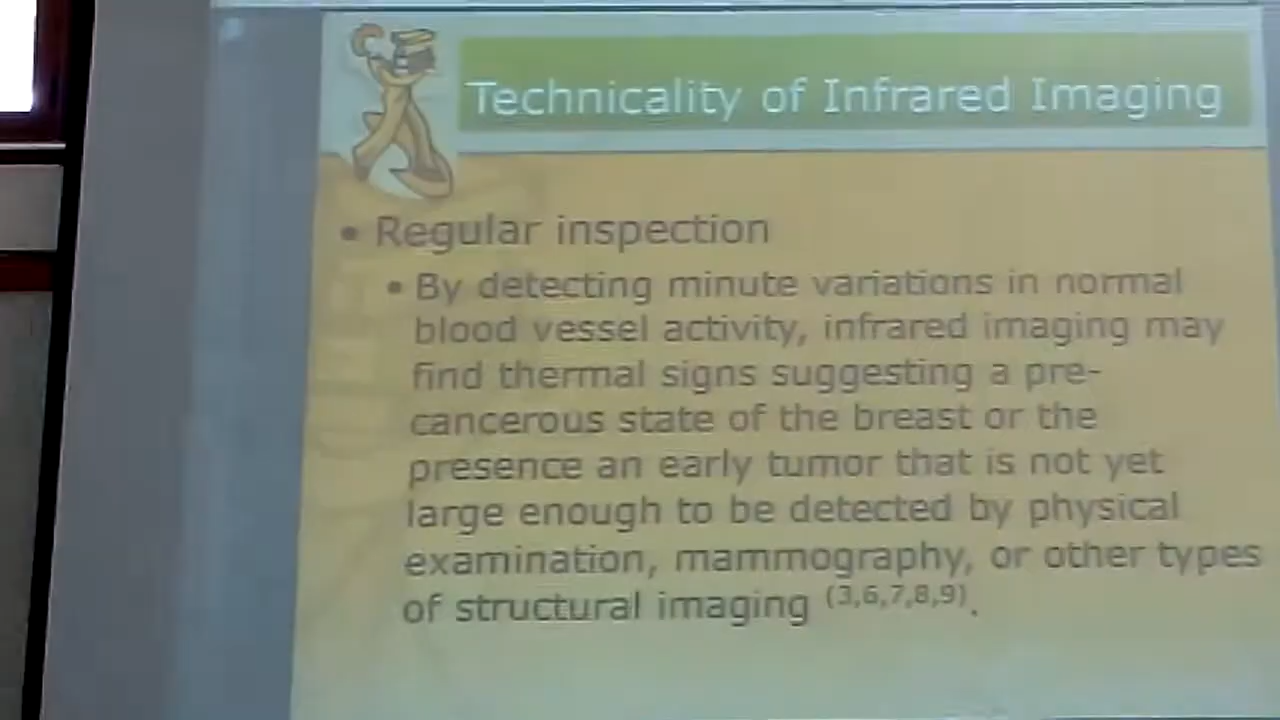 Technicality of Infrared Imaging
• Regular inspection
• By detecting minute variations in normal
blood vessel activity, infrared imaging may
find thermal signs suggesting a pre-
cancerous state of the breast or the
presence an early tumor that is not yet
large enough to be detected by physical
examination, mammography, or other types
of structural imaging (3,6,7,8,9).